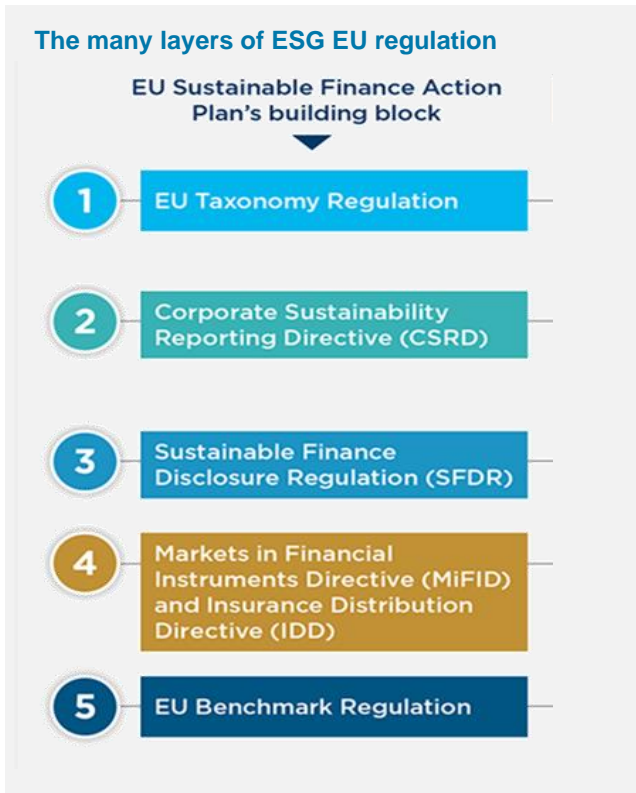 The many layers of ESG EU regulation
EU Sustainable Finance Action
Plan's building block
1
EU Taxonomy Regulation
2
Corporate Sustainability
Reporting Directive (CSRD)
3
Sustainable Finance
Disclosure Regulation (SFDR)
4
Markets in Financial
Instruments Directive (MiFID)
and Insurance Distribution
Directive (IDD)
5
EU Benchmark Regulation